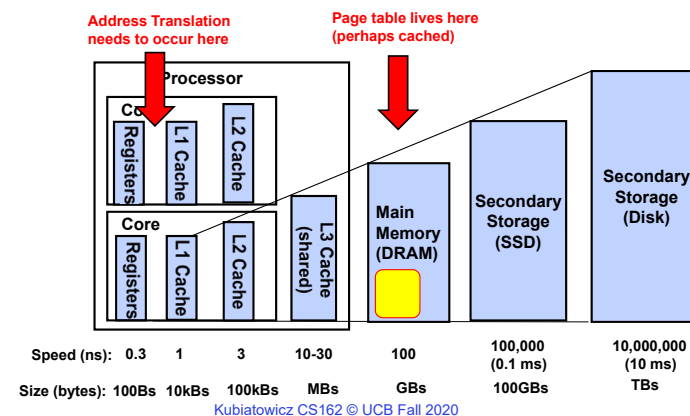 Address Translation
needs to occur here
Page table lives here
(perhaps cached)
Processor
Registers
L1 Cache
L2 Cache
Core
Registers
L1 Cache
L2 Cache
L3 Cache
(shared)
Main
Memory
(DRAM)
Secondary
Storage
(SSD)
Secondary
Storage
(Disk)
Speed (ns): 0.3 1 3 10-30 100 100,000 (0.1 ms) 10,000,000 (10 ms)
Size (bytes): 100Bs 10kBs 100kBs MBs GBs 100GBs TBs
Kubiatowicz CS162 © UCB Fall 2020